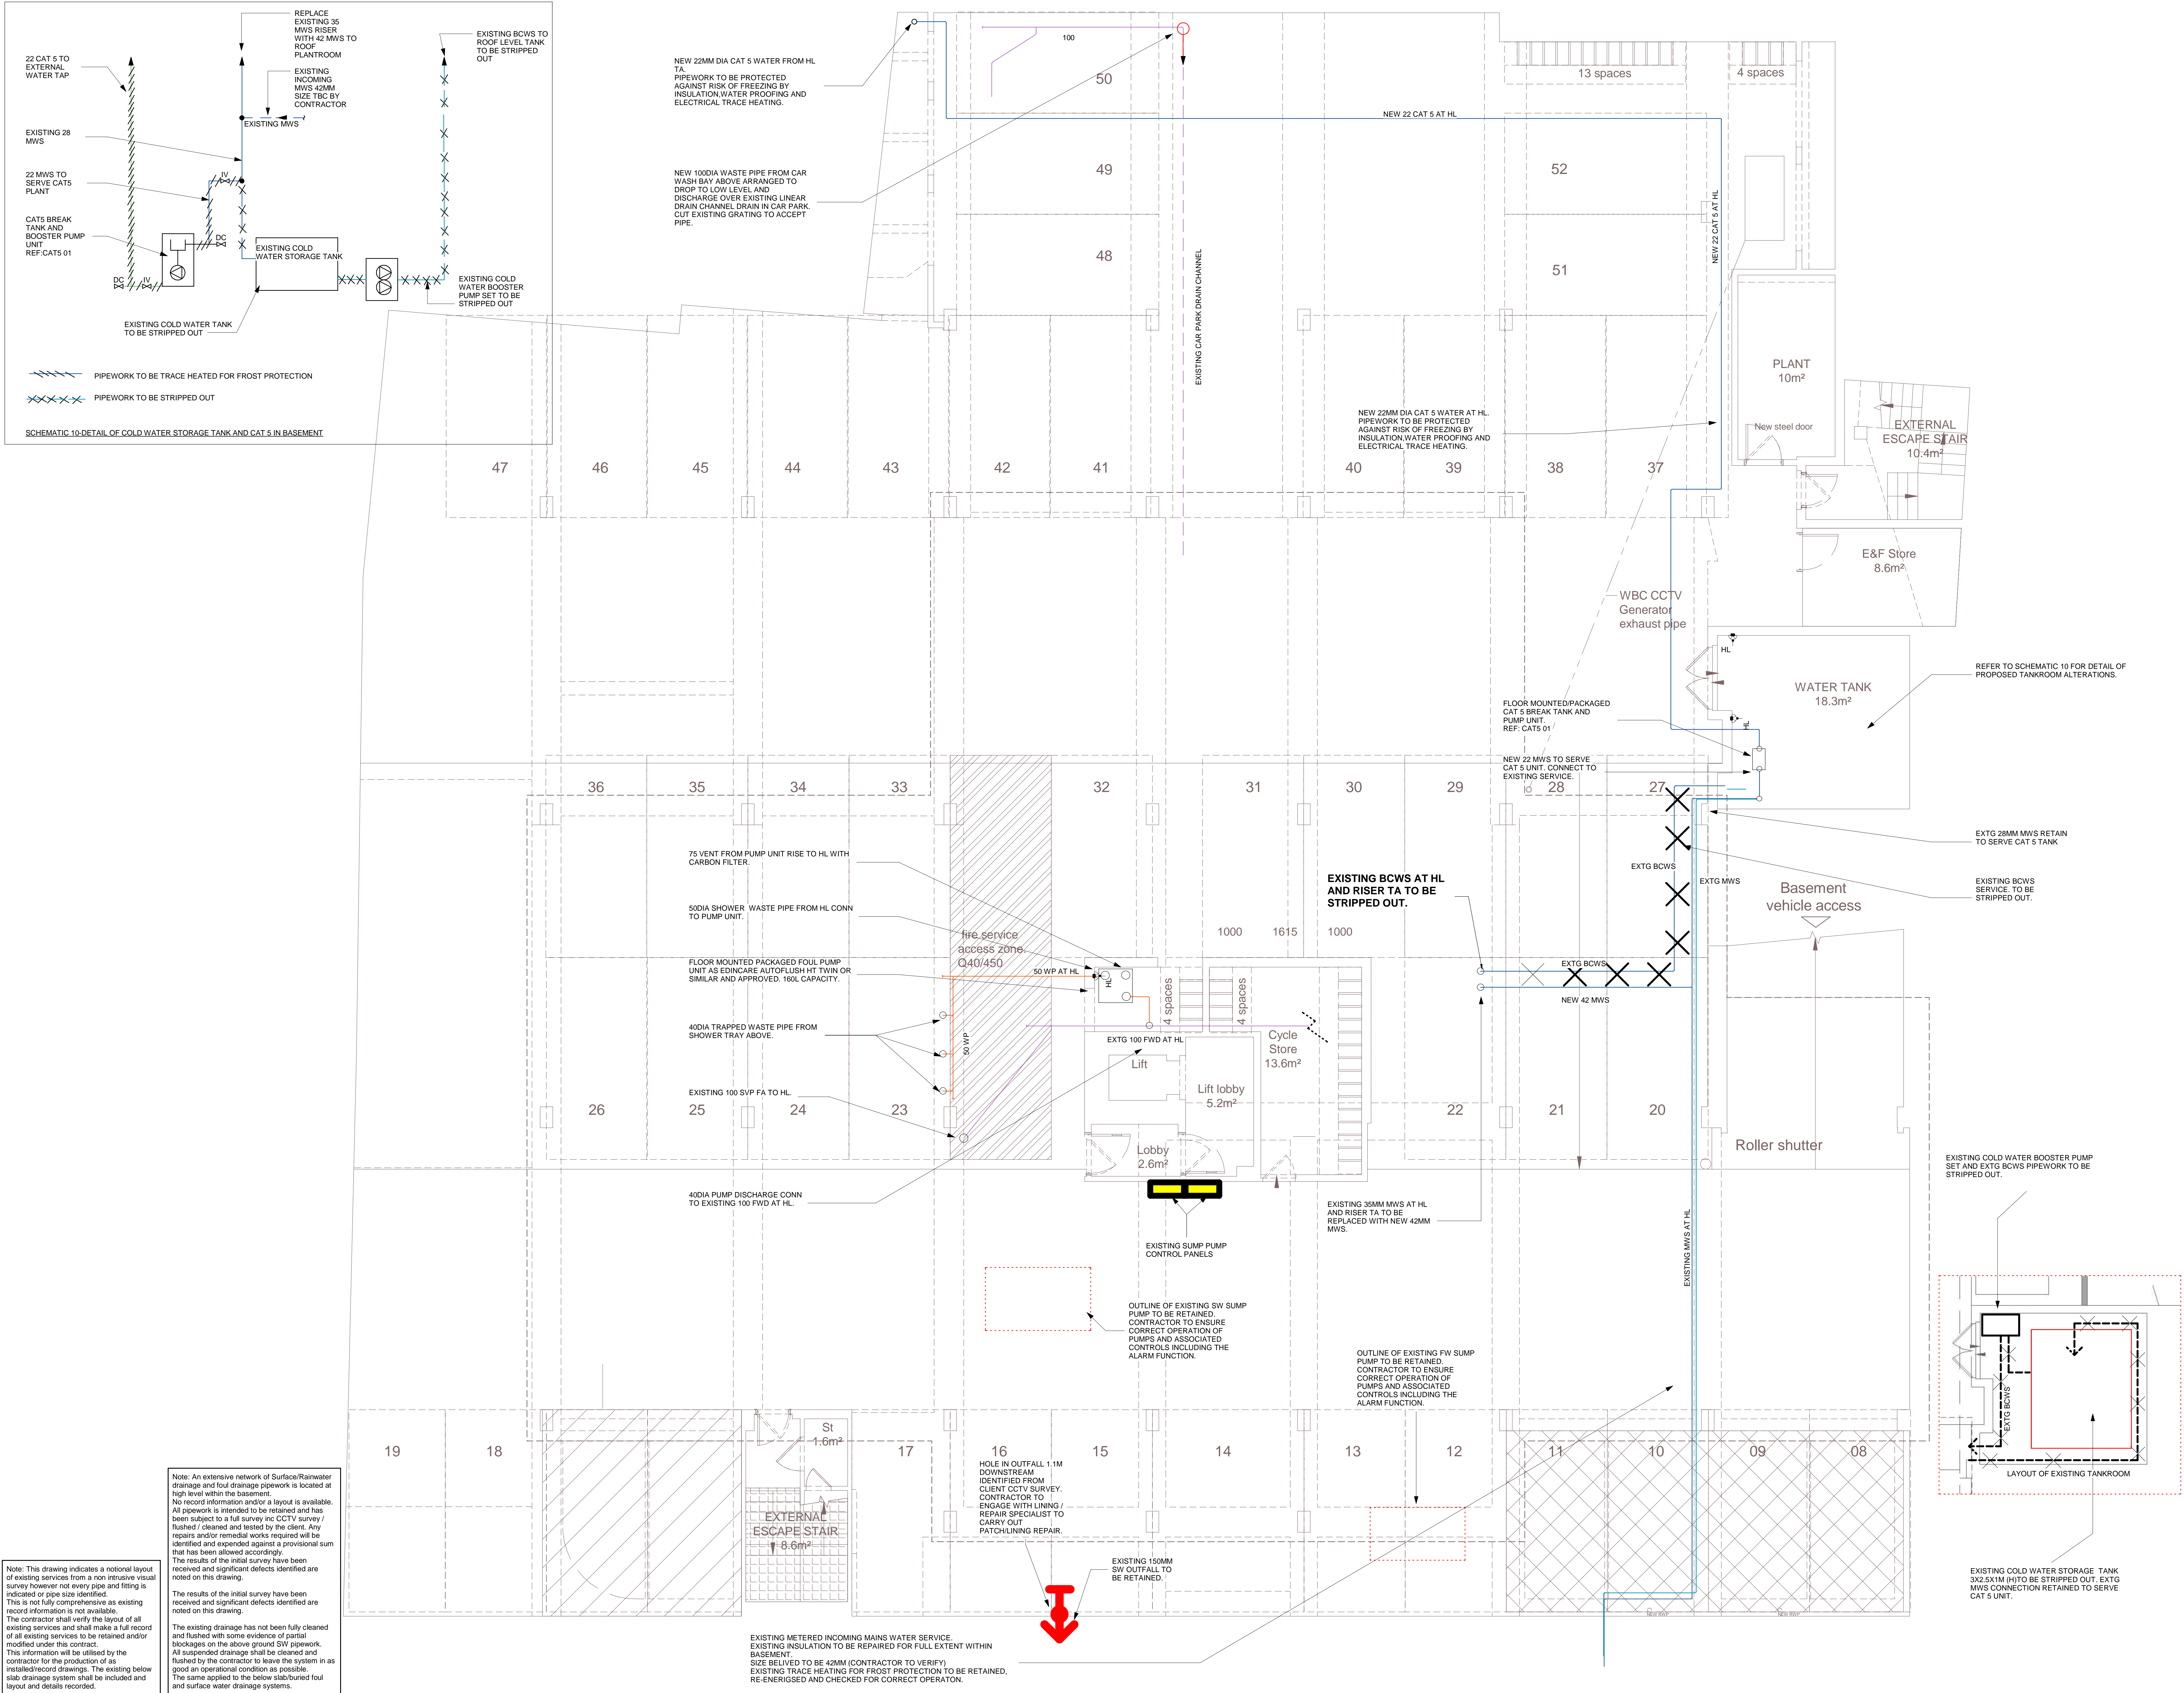 REPLACE
EXISTING 35
MWS RISER
WITH 42 MWS TO
ROOF
PLANTROOM
EXISTING BCWS TO
ROOF LEVEL TANK
TO BE STRIPPED
OUT
22 CAT 5 TO
EXTERNAL
WATER TAP
EXISTING
INCOMING
MWS 42MM
SIZE TBC BY
CONTRACTOR
EXISTING MWS
EXISTING 28
MWS
22 MWS TO
SERVE CAT5
PLANT
IV
CAT5 BREAK
TANK AND
BOOSTER PUMP
UNIT
REF:CAT5 01
DC
EXISTING COLD
WATER STORAGE TANK
DC
IV
EXISTING COLD
WATER BOOSTER
PUMP SET TO BE
STRIPPED OUT
EXISTING COLD WATER TANK
TO BE STRIPPED OUT
PIPEWORK TO BE TRACE HEATED FOR FROST PROTECTION
PIPEWORK TO BE STRIPPED OUT
SCHEMATIC 10-DETAIL OF COLD WATER STORAGE TANK AND CAT 5 IN BASEMENT
NEW 22MM DIA CAT 5 WATER FROM HL
TA.
PIPEWORK TO BE PROTECTED
AGAINST RISK OF FREEZING BY
INSULATION,WATER PROOFING AND
ELECTRICAL TRACE HEATING.
100
50
13 spaces
4 spaces
NEW 22 CAT 5 AT HL
NEW 100DIA WASTE PIPE FROM CAR
WASH BAY ABOVE ARRANGED TO
DROP TO LOW LEVEL AND
DISCHARGE OVER EXISTING LINEAR
DRAIN CHANNEL DRAIN IN CAR PARK.
CUT EXISTING GRATING TO ACCEPT
PIPE.
49
52
NEW 22 CAT 5 AT HL
48
51
EXISTING CAR PARK DRAIN CHANNEL
PLANT
10m²
NEW 22MM DIA CAT 5 WATER AT HL.
PIPEWORK TO BE PROTECTED
AGAINST RISK OF FREEZING BY
INSULATION,WATER PROOFING AND
ELECTRICAL TRACE HEATING.
New steel door
EXTERNAL
ESCAPE STAIR
10.4m²
47
46
45
44
43
42
41
40
39
38
37
E&F Store
8.6m²
WBC CCTV
Generator
exhaust pipe
HL
REFER TO SCHEMATIC 10 FOR DETAIL OF
PROPOSED TANKROOM ALTERATIONS.
WATER TANK
18.3m²
HL
FLOOR MOUNTED/PACKAGED
CAT 5 BREAK TANK AND
PUMP UNIT.
REF: CAT5 01
NEW 22 MWS TO SERVE
CAT 5 UNIT. CONNECT TO
EXISTING SERVICE.
36
35
34
33
32
31
30
29
28
27
EXTG 28MM MWS RETAIN
TO SERVE CAT 5 TANK
75 VENT FROM PUMP UNIT RISE TO HL WITH
CARBON FILTER.
EXISTING BCWS AT HL
AND RISER TA TO BE
STRIPPED OUT.
EXTG BCWS
EXTG MWS
Basement
vehicle access
EXISTING BCWS
SERVICE. TO BE
STRIPPED OUT.
50DIA SHOWER  WASTE PIPE FROM HL CONN
TO PUMP UNIT.
fire service
access zone.
Q40/450
1000
1615
1000
FLOOR MOUNTED PACKAGED FOUL PUMP
UNIT AS EDINCARE AUTOFLUSH HT TWIN OR
SIMILAR AND APPROVED. 160L CAPACITY.
50 WP AT HL
HL
4 spaces
4 spaces
EXTG BCWS
NEW 42 MWS
40DIA TRAPPED WASTE PIPE FROM
SHOWER TRAY ABOVE.
50 WP
EXTG 100 FWD AT HL
Cycle
Store
13.6m²
Lift
Lift lobby
5.2m²
EXISTING 100 SVP FA TO HL.
26
25
24
23
22
21
20
Lobby
2.6m²
Roller shutter
40DIA PUMP DISCHARGE CONN
TO EXISTING 100 FWD AT HL.
EXISTING 35MM MWS AT HL
AND RISER TA TO BE
REPLACED WITH NEW 42MM
MWS.
EXISTING SUMP PUMP
CONTROL PANELS
EXISTING MWS AT HL
EXISTING COLD WATER BOOSTER PUMP
SET AND EXTG BCWS PIPEWORK TO BE
STRIPPED OUT.
OUTLINE OF EXISTING SW SUMP
PUMP TO BE RETAINED.
CONTRACTOR TO ENSURE
CORRECT OPERATION OF
PUMPS AND ASSOCIATED
CONTROLS INCLUDING THE
ALARM FUNCTION.
OUTLINE OF EXISTING FW SUMP
PUMP TO BE RETAINED.
CONTRACTOR TO ENSURE
CORRECT OPERATION OF
PUMPS AND ASSOCIATED
CONTROLS INCLUDING THE
ALARM FUNCTION.
EXTG BCWS
LAYOUT OF EXISTING TANKROOM
19
18
St
1.6m²
17
16
15
14
13
12
11
10
09
08
HOLE IN OUTFALL 1.1M
DOWNSTREAM
IDENTIFIED FROM
CLIENT CCTV SURVEY.
CONTRACTOR TO
ENGAGE WITH LINING /
REPAIR SPECIALIST TO
CARRY OUT
PATCH/LINING REPAIR.
EXTERNAL
ESCAPE STAIR
8.6m²
EXISTING 150MM
SW OUTFALL TO
BE RETAINED.
NEW RWP
NEW RWP
EXISTING COLD WATER STORAGE  TANK
3X2.5X1M (H)TO BE STRIPPED OUT. EXTG
MWS CONNECTION RETAINED TO SERVE
CAT 5 UNIT.
EXISTING METERED INCOMING MAINS WATER SERVICE.
EXISTING INSULATION TO BE REPAIRED FOR FULL EXTENT WITHIN
BASEMENT.
SIZE BELIVED TO BE 42MM (CONTRACTOR TO VERIFY)
EXISTING TRACE HEATING FOR FROST PROTECTION TO BE RETAINED,
RE-ENERIGSED AND CHECKED FOR CORRECT OPERATON.
Note: An extensive network of Surface/Rainwater
drainage and foul drainage pipework is located at
high level within the basement.
No record information and/or a layout is available.
All pipework is intended to be retained and has
been subject to a full survey inc CCTV survey /
flushed / cleaned and tested by the client. Any
repairs and/or remedial works required will be
identified and expended against a provisional sum
that has been allowed accordingly.
The results of the initial survey have been
received and significant defects identified are
noted on this drawing.
The results of the initial survey have been
received and significant defects identified are
noted on this drawing.
The existing drainage has not been fully cleaned
and flushed with some evidence of partial
blockages on the above ground SW pipework.
All suspended drainage shall be cleaned and
flushed by the contractor to leave the system in as
good an operational condition as possible.
The same applied to the below slab/buried foul
and surface water drainage systems.
Note: This drawing indicates a notional layout
of existing services from a non intrusive visual
survey however not every pipe and fitting is
indicated or pipe size identified.
This is not fully comprehensive as existing
record information is not available.
The contractor shall verify the layout of all
existing services and shall make a full record
of all existing services to be retained and/or
modified under this contract.
This information will be utilised by the
contractor for the production of as
installed/record drawings. The existing below
slab drainage system shall be included and
layout and details recorded.